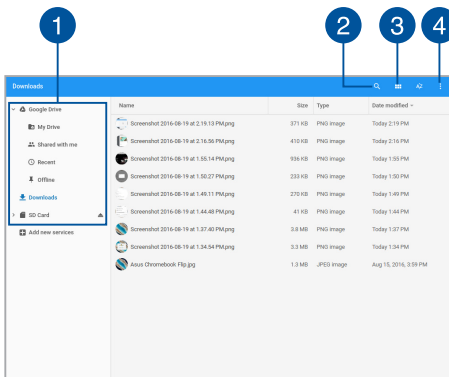 1 2 3 4
Downloads AZ
Google Drive
My Drive
Shared with me
Recent
Offline
Downloads
SD Card
Add new services
Name Size Type Date modified
Screenshot 2016-08-19 at 2.19.13 PM.png 371 KB PNG image Today 2:19 PM
Screenshot 2016-08-19 at 2.16.56 PM.png 410 KB PNG image Today 2:16 PM
Screenshot 2016-08-19 at 1.55.14 PM.png 936 KB PNG image Today 1:55 PM
Screenshot 2016-08-19 at 1.50.27 PM.png 233 KB PNG image Today 1:50 PM
Screenshot 2016-08-19 at 1.49.11 PM.png 270 KB PNG image Today 1:49 PM
Screenshot 2016-08-19 at 1.44.48 PM.png 41 KB PNG image Today 1:44 PM
Screenshot 2016-08-19 at 1.37.40 PM.png 3.8 MB PNG image Today 1:37 PM
Screenshot 2016-08-19 at 1.34.54 PM.png 3.3 MB PNG image Today 1:34 PM
Asus Chromebook Flip.jpg 1.3 MB JPEG image Aug 15, 2016, 3:59 PM